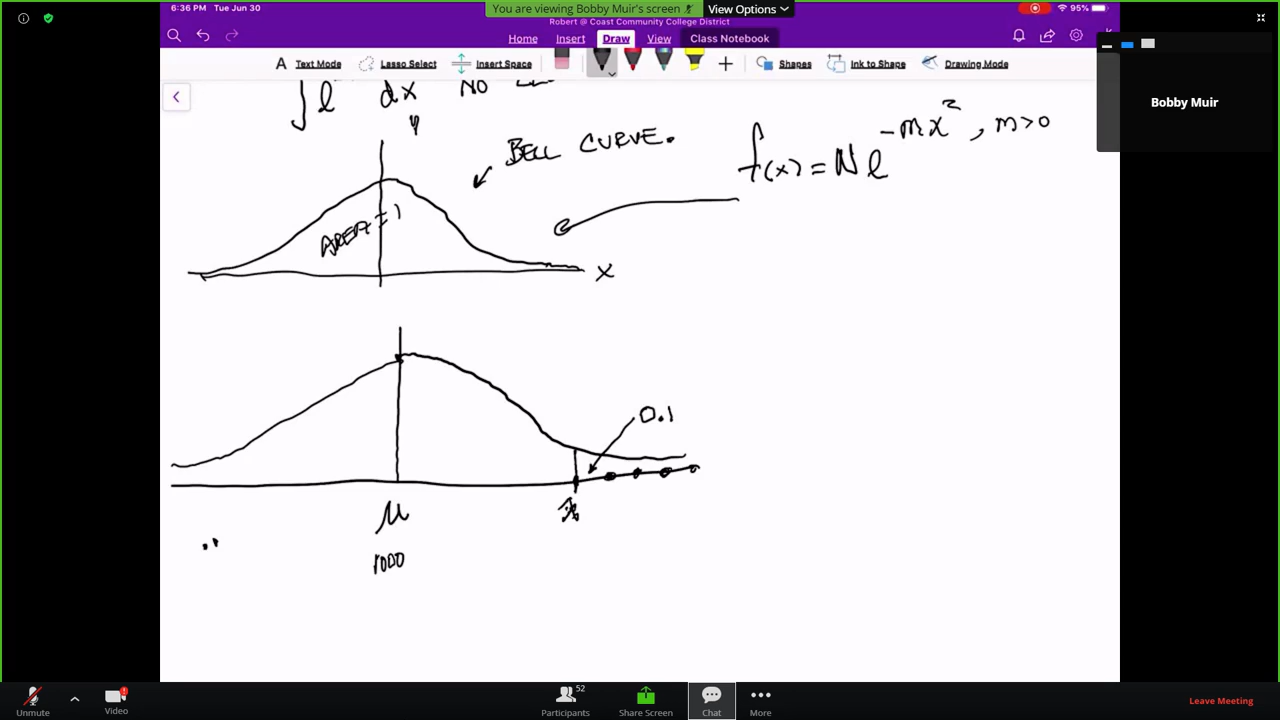 You are viewing Bobby Muir's screen
View Options
6:36 PM Tue Jun 30
95%
Robert @ Coast Community College District
Home Insert Draw View Class Notebook
A Text Mode Lasso Select Insert Space Shapes Ink to Shape Drawing Mode
Bobby Muir
∫ e dx NO
BELL CURVE.
f(x) = N e^{-mx^2}, m>0
AREA = 1
x
0.1
μ
1000
Unmute
Video
52
Participants
Share Screen
Chat
More
Leave Meeting